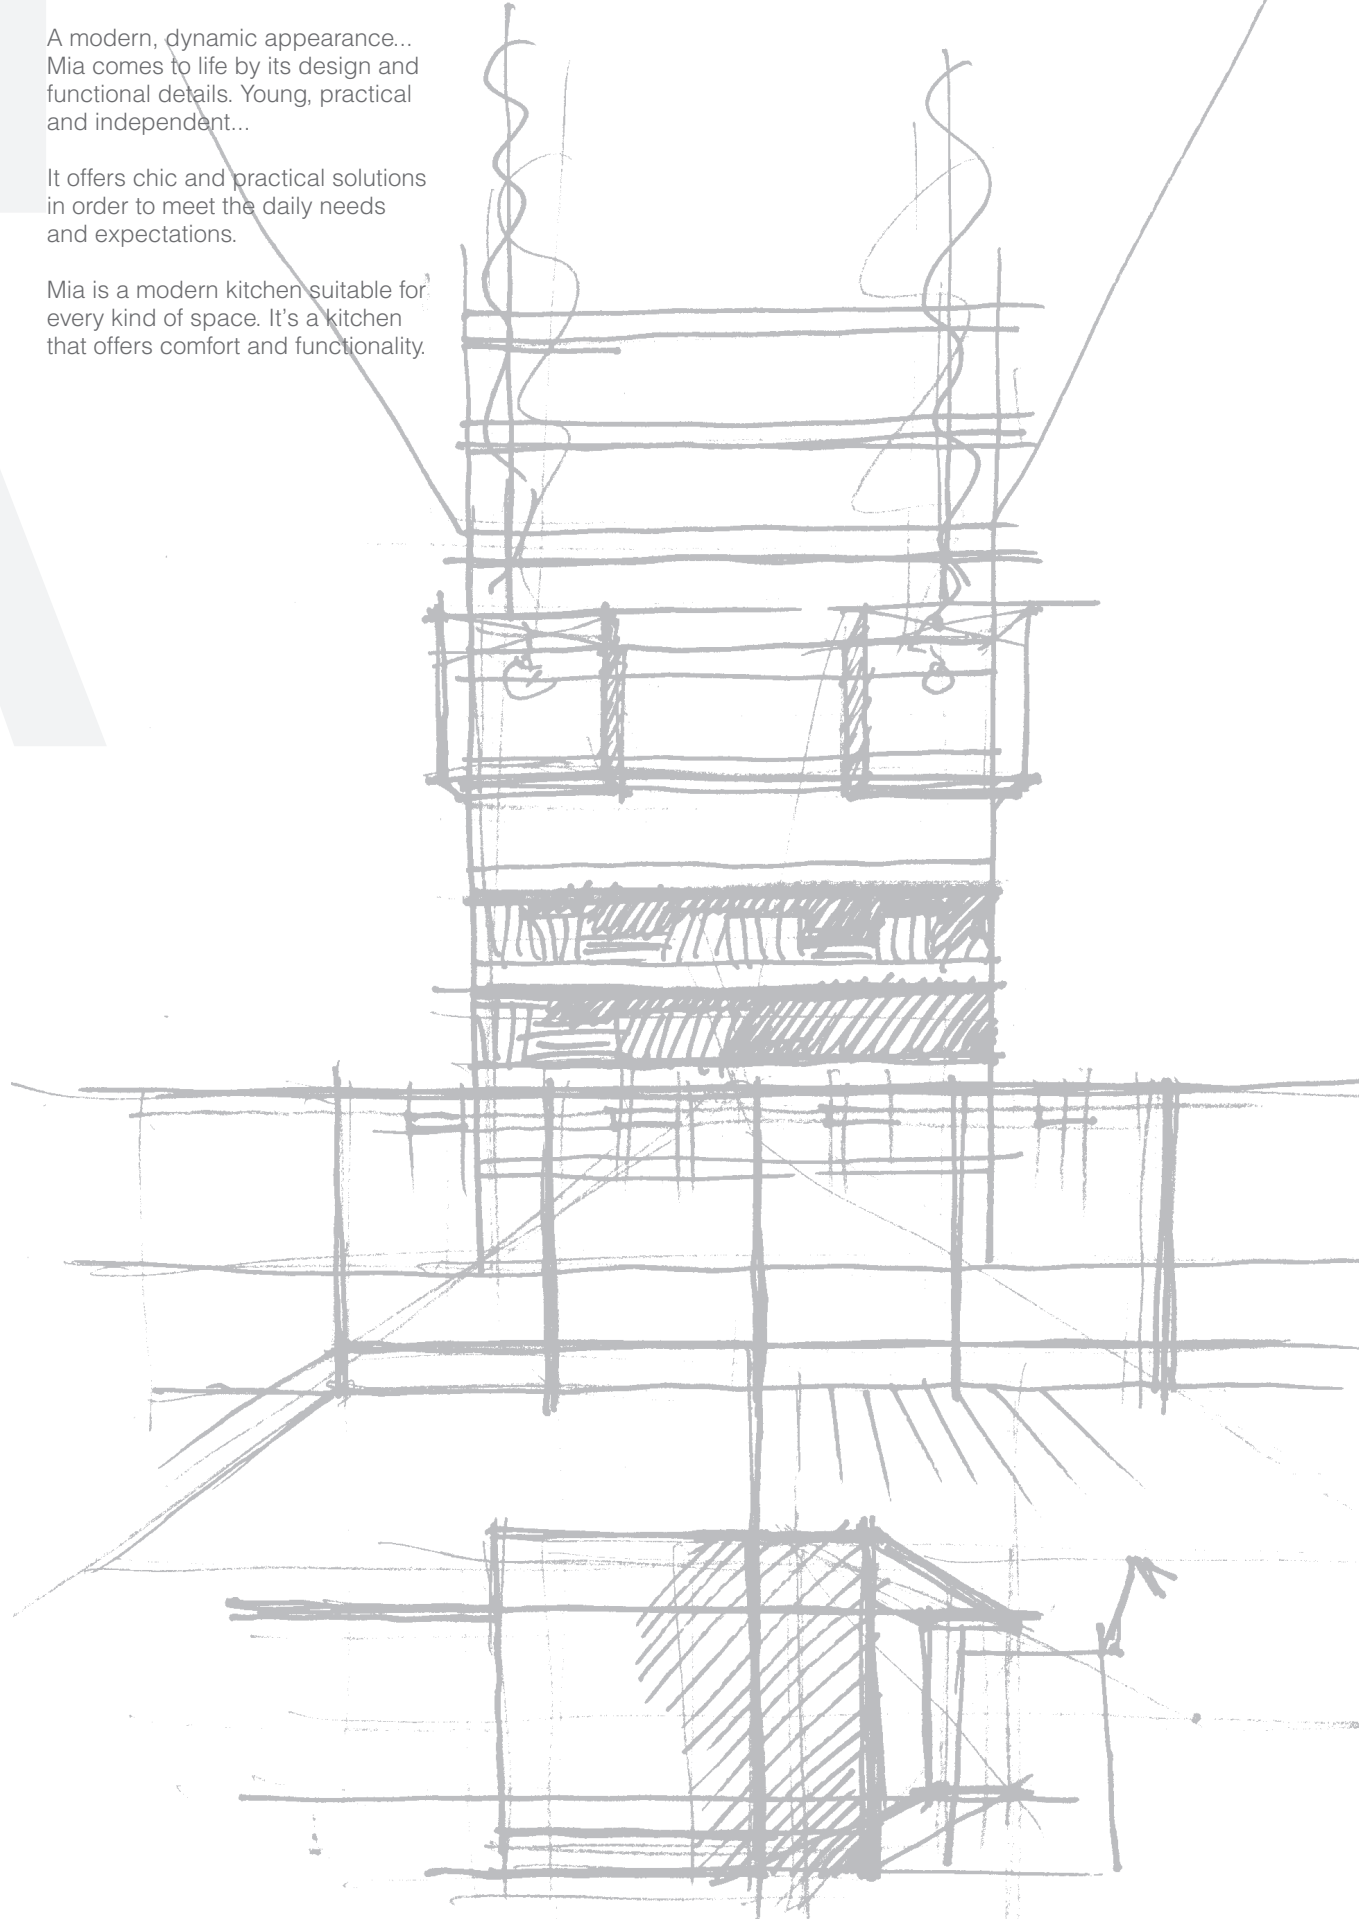 A modern, dynamic appearance...
Mia comes to life by its design and
functional details. Young, practical
and independent...
It offers chic and practical solutions
in order to meet the daily needs
and expectations.
Mia is a modern kitchen suitable for
every kind of space. It’s a kitchen
that offers comfort and functionality.